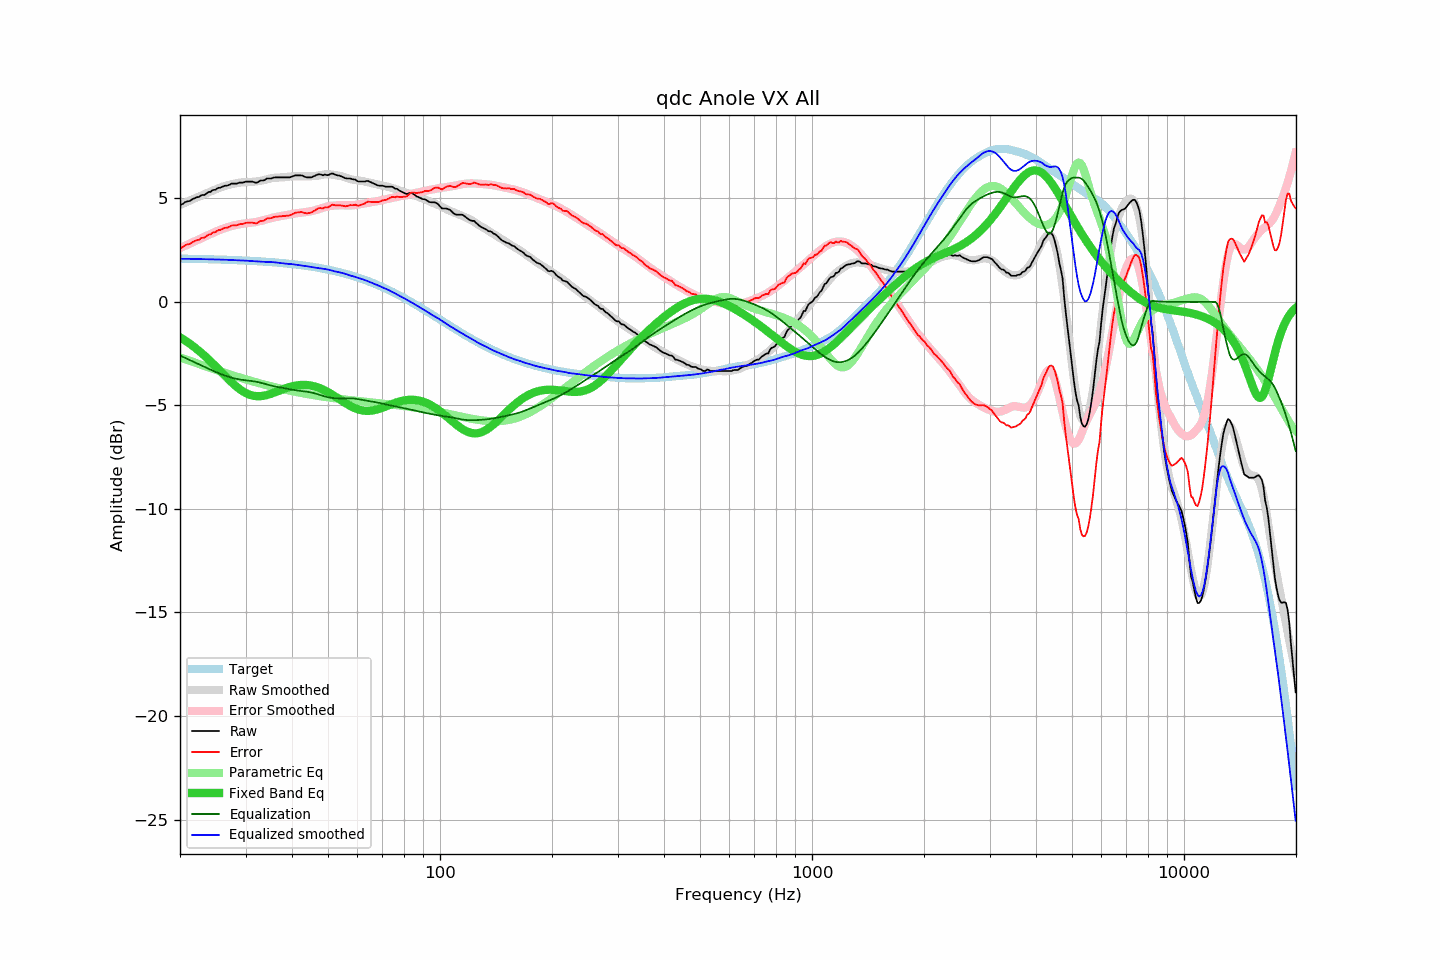 qdc Anole VX All
5
0
−5
−10
−15
−20
−25
Amplitude (dBr)
Target
Raw Smoothed
Error Smoothed
Raw
Error
Parametric Eq
Fixed Band Eq
Equalization
Equalized smoothed
100
1000
10000
Frequency (Hz)